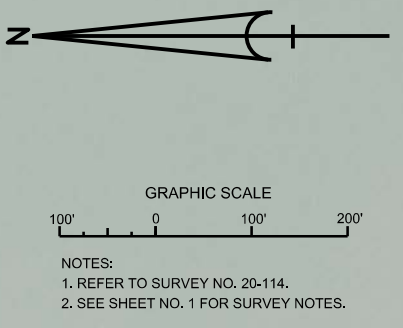 N
GRAPHIC SCALE
100' 0 100' 200'
NOTES:
1. REFER TO SURVEY NO. 20-114.
2. SEE SHEET NO. 1 FOR SURVEY NOTES.